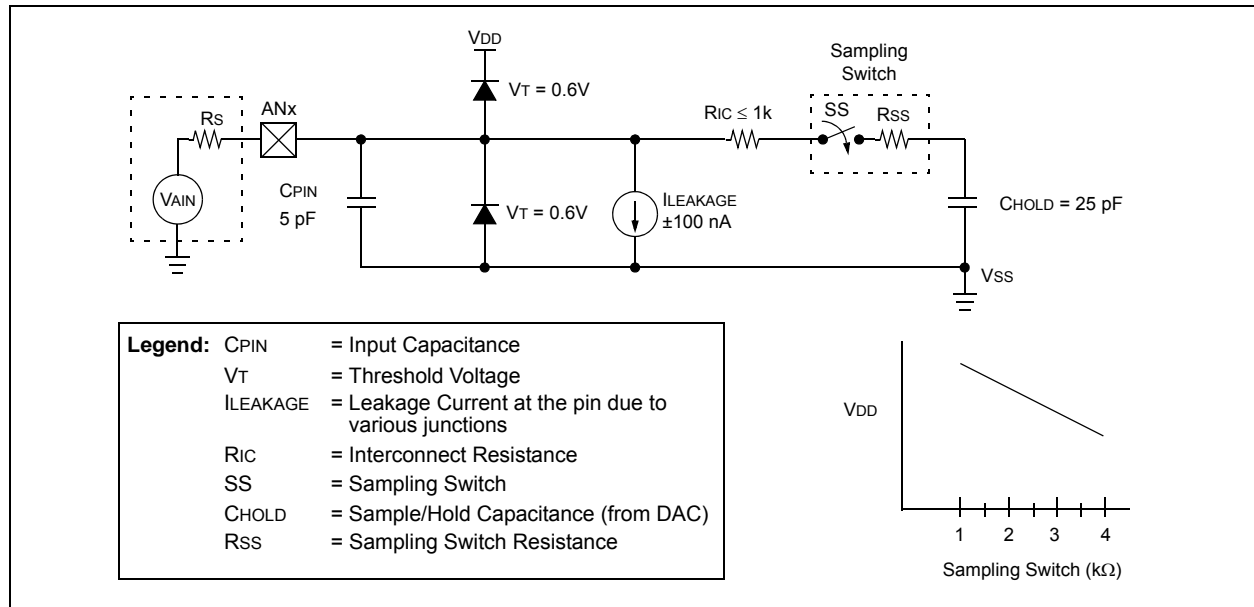 VDD
Sampling
Switch
VT = 0.6V
RS
ANx
RIC ≤ 1k
SS
RSS
VAIN
CPIN
5 pF
VT = 0.6V
ILEAKAGE
±100 nA
CHOLD = 25 pF
VSS
Legend: CPIN = Input Capacitance
VT = Threshold Voltage
ILEAKAGE = Leakage Current at the pin due to
various junctions
RIC = Interconnect Resistance
SS = Sampling Switch
CHOLD = Sample/Hold Capacitance (from DAC)
RSS = Sampling Switch Resistance
VDD
1 2 3 4
Sampling Switch (kΩ)